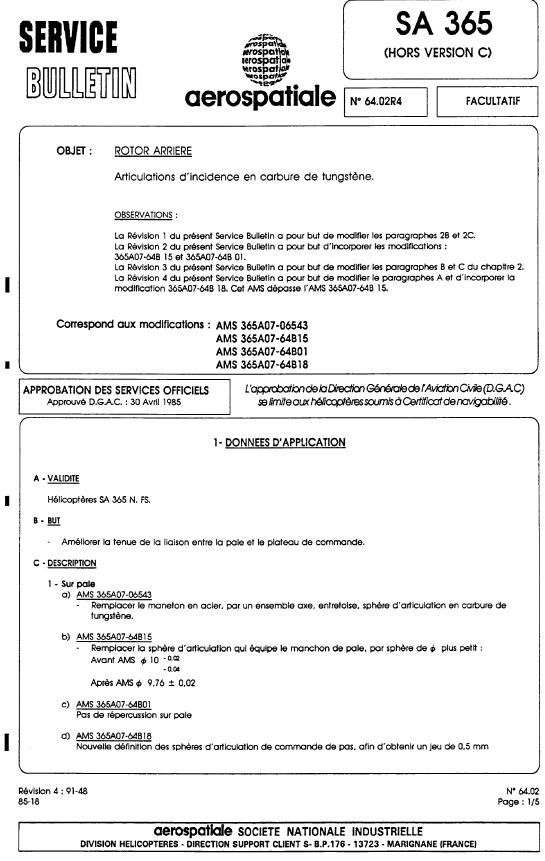 SERVICE
BULLETIN
aerospatiale
SA 365
(HORS VERSION C)
N° 64.02R4
FACULTATIF
OBJET : ROTOR ARRIERE
Articulations d'incidence en carbure de tungstène.
OBSERVATIONS :
La Révision 1 du présent Service Bulletin a pour but de modifier les paragraphes 2B et 2C.
La Révision 2 du présent Service Bulletin a pour but d'incorporer les modifications :
365A07-64B 15 et 365A07-64B 01.
La Révision 3 du présent Service Bulletin a pour but de modifier les paragraphes B et C du chapitre 2.
La Révision 4 du présent Service Bulletin a pour but de modifier le paragraphes A et d'incorporer la
modification 365A07-64B 18. Cet AMS dépasse l'AMS 365A07-64B 15.
Correspond aux modifications : AMS 365A07-06543
AMS 365A07-64B15
AMS 365A07-64B01
AMS 365A07-64B18
APPROBATION DES SERVICES OFFICIELS
Approuvé D.G.A.C. : 30 Avril 1985
L'approbation de la Direction Générale de l'Aviation Civile (D.G.A.C)
se limite aux hélicoptères soumis à Certificat de navigabilité .
1- DONNEES D'APPLICATION
A - VALIDITE
Hélicoptères SA 365 N. FS.
B - BUT
- Améliorer la tenue de la liaison entre la pale et le plateau de commande.
C - DESCRIPTION
1 - Sur pale
a) AMS 365A07-06543
- Remplacer le maneton en acier, par un ensemble axe, entretoise, sphère d'articulation en carbure de
tungstène.
b) AMS 365A07-64B15
- Remplacer la sphère d'articulation qui équipe le manchon de pale, par sphère de φ plus petit :
Avant AMS φ 10 - 0,02
- 0,04
Après AMS φ 9,76 ± 0,02
c) AMS 365A07-64B01
Pas de répercussion sur pale
d) AMS 365A07-64B18
Nouvelle définition des sphères d'articulation de commande de pas, afin d'obtenir un jeu de 0,5 mm
Révision 4 : 91-48
85-18
N° 64.02
Page : 1/5
aerospatiale SOCIETE NATIONALE INDUSTRIELLE
DIVISION HELICOPTERES - DIRECTION SUPPORT CLIENT S- B.P.176 - 13723 - MARIGNANE (FRANCE)